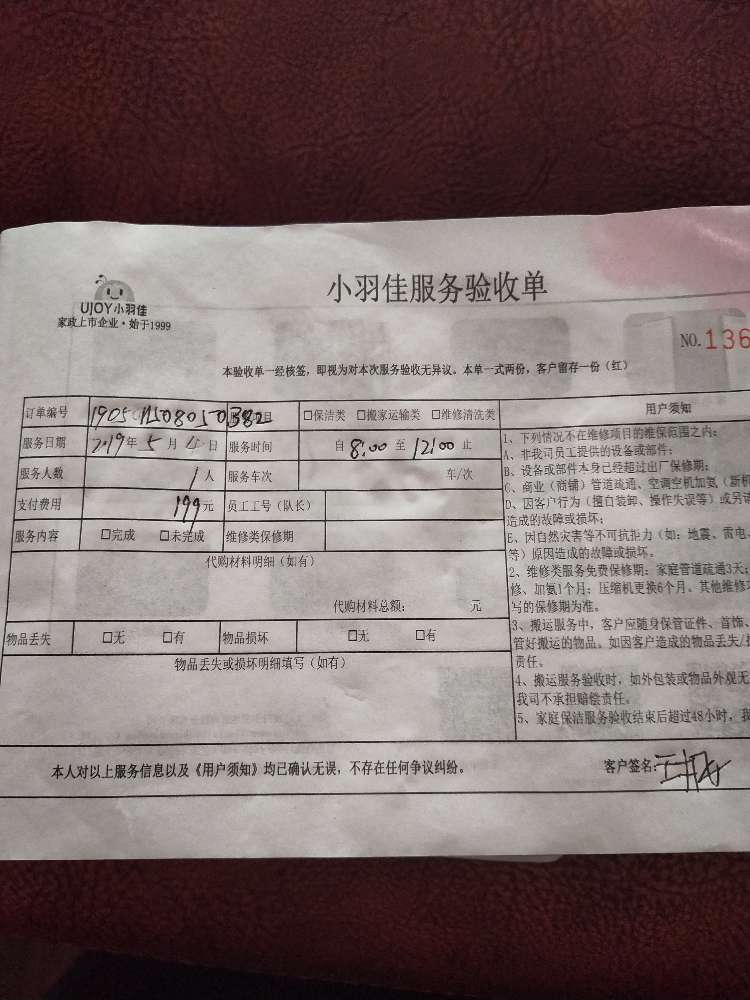 UJOY小羽佳
家政上市企业·始于1999
小羽佳服务验收单
NO.136
本验收单一经核签，即视为对本次服务验收无异议。本单一式两份，客户留存一份（红）
订单编号 项目 □保洁类 □搬家运输类 □维修清洗类
服务日期 2019年5月 日 服务时间 自 8:00 至 12:00 止
服务人数 1人 服务车次 车/次
支付费用 199元 员工工号（队长）
服务内容 □完成 □未完成 维修类保修期
代购材料明细（如有）
代购材料总额： 元
物品丢失 □无 □有 物品损坏 □无 □有
物品丢失或损坏明细填写（如有）
用户须知
1、下列情况不在维修项目的维保范围之内：
A、非我司员工提供的设备或部件；
B、设备或部件本身已经超过出厂保修期；
C、商业（商铺）管道疏通、空调空机加氨（新机
D、因客户行为（擅自装卸、操作失误等）或另请
造成的故障或损坏；
E、因自然灾害等不可抗拒力（如：地震、雷电、
等）原因造成的故障或损坏。
2、维修类服务免费保修期：家庭管道疏通3天；
修、加氨1个月；压缩机更换6个月。其他维修
写的保修期为准。
3、搬运服务中，客户应随身保管证件、首饰、
管好搬运的物品。如因客户造成的物品丢失/
责任。
4、搬运服务验收时，如外包装或物品外观无
我司不承担赔偿责任。
5、家庭保洁服务验收结束后超过48小时，我
本人对以上服务信息以及《用户须知》均已确认无误，不存在任何争议纠纷。
客户签名：